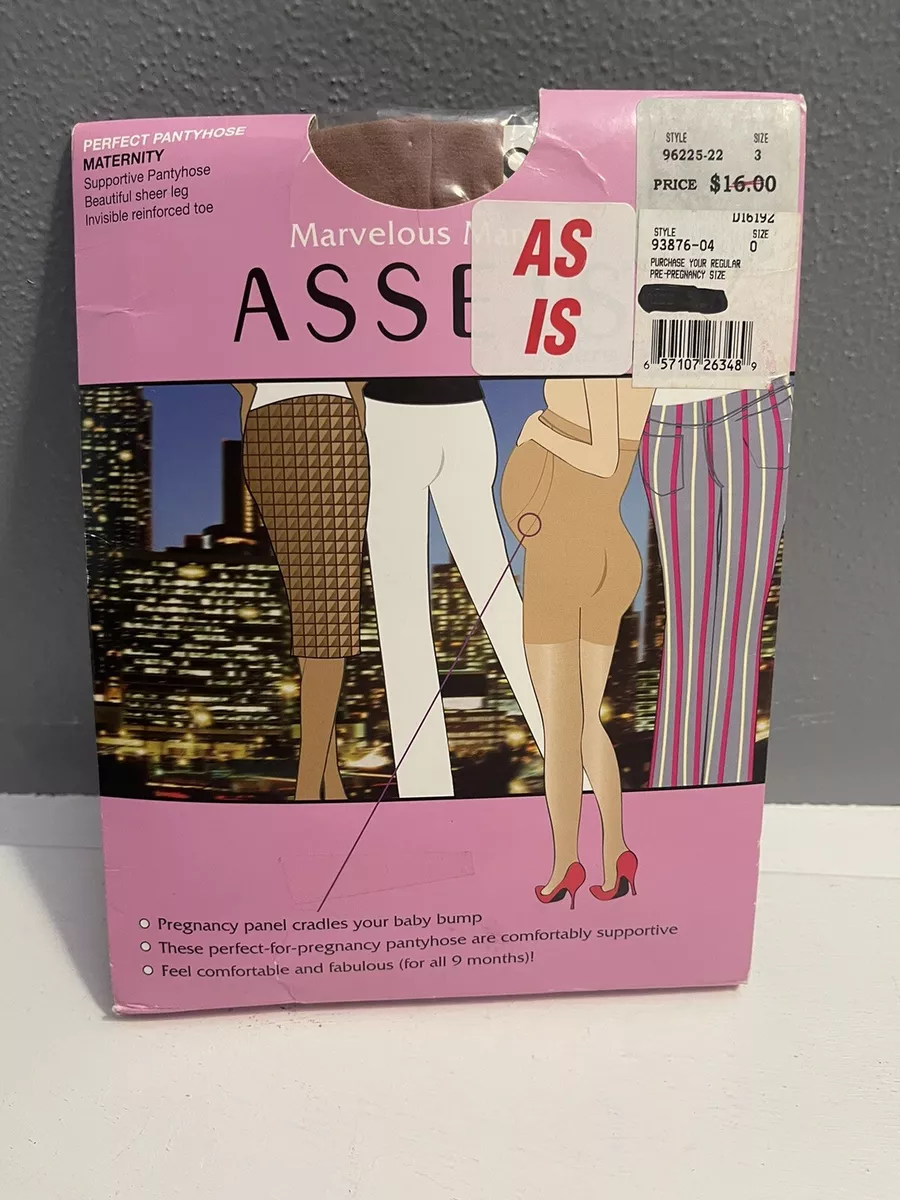 PERFECT PANTYHOSE
MATERNITY
Supportive Pantyhose
Beautiful sheer leg
Invisible reinforced toe
Marvelous Ma
ASSE S
AS
IS
STYLE SIZE
96225-22 3
PRICE $16.00
D16192
STYLE SIZE
93876-04 0
PURCHASE YOUR REGULAR
PRE-PREGNANCY SIZE
6 57107 26348 9
Pregnancy panel cradles your baby bump
These perfect-for-pregnancy pantyhose are comfortably supportive
Feel comfortable and fabulous (for all 9 months)!